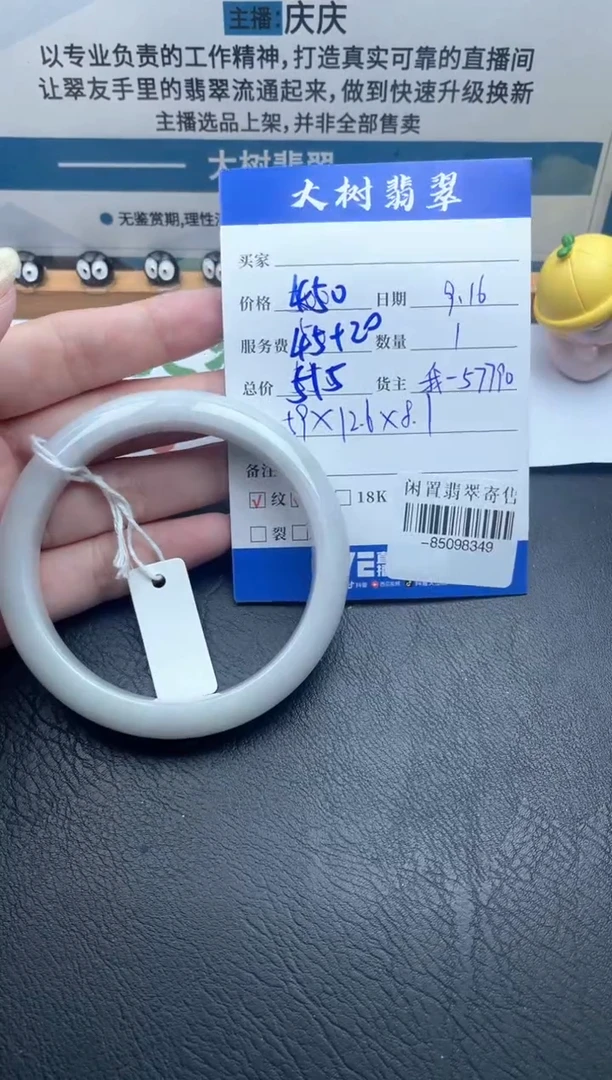 主播:庆庆
以专业负责的工作精神,打造真实可靠的直播间
让翠友手里的翡翠流通起来,做到快速升级换新
主播选品上架,并非全部售卖
大树翡翠
●无鉴赏期,理性
大树翡翠
买家
价格 450 日期 9.16
服务费 45+20 数量 1
总价 515 货主 57790
9×12.6×8.1
备注
纹 18K
裂
闲置翡翠寄售
-85098349